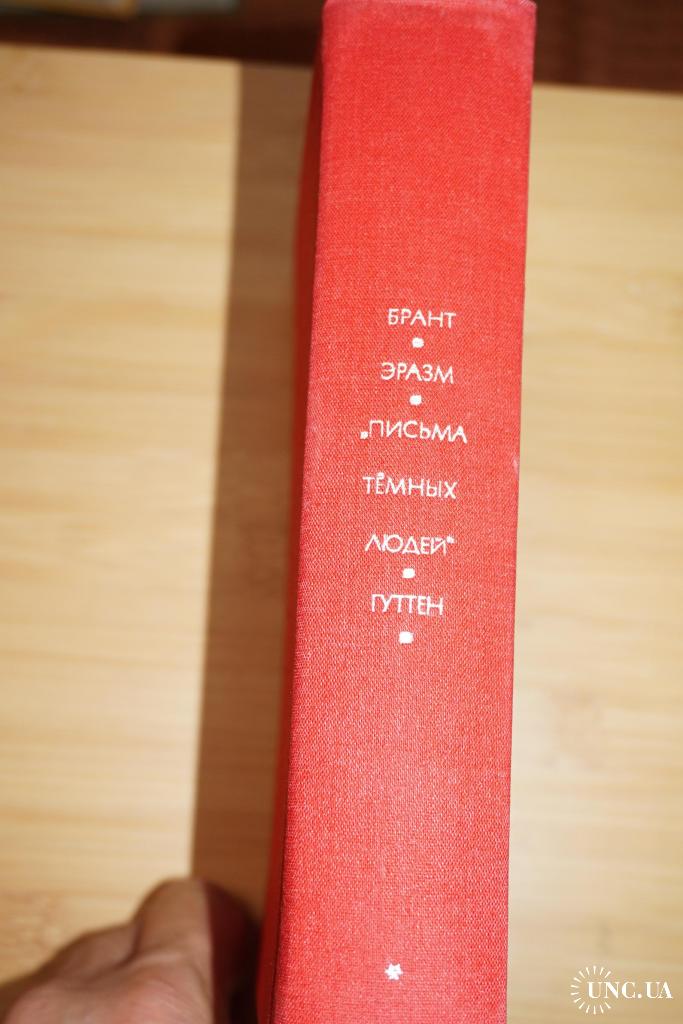 БРАНТ
ЭРАЗМ
„ПИСЬМА
ТЁМНЫХ
ЛЮДЕЙ“
ГУТТЕН
UNC.UA